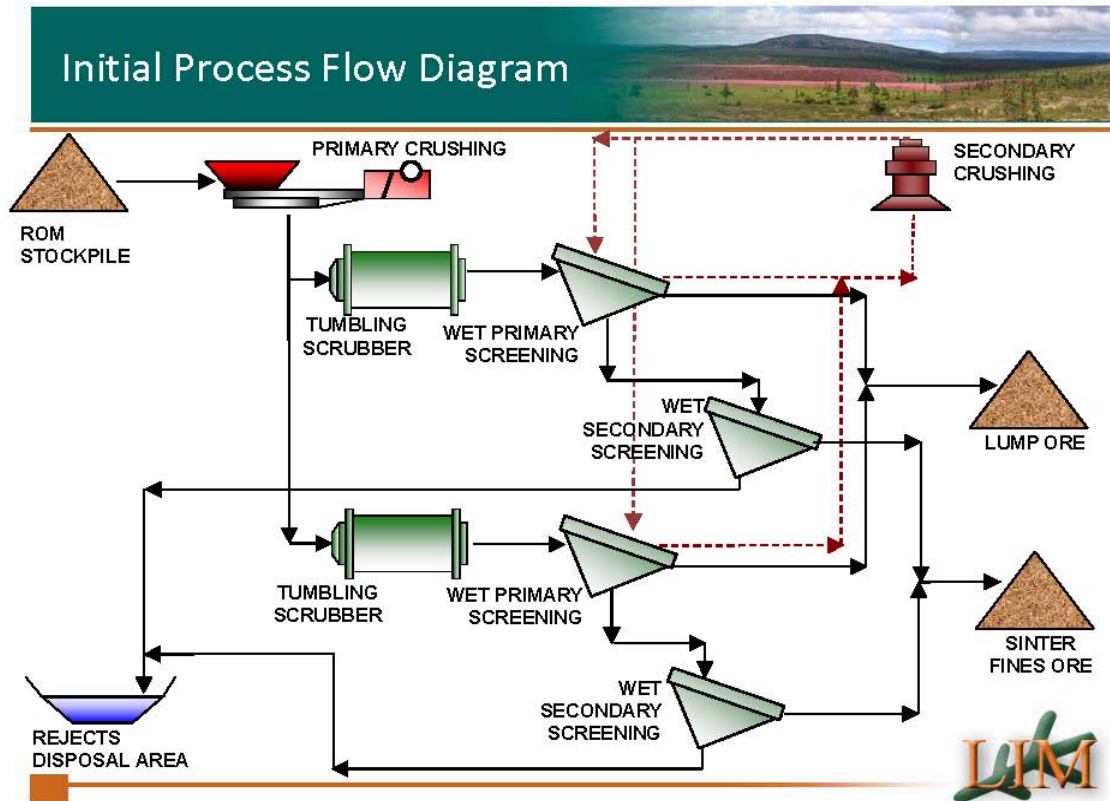 Initial Process Flow Diagram
PRIMARY CRUSHING
SECONDARY
CRUSHING
ROM
STOCKPILE
TUMBLING
SCRUBBER
WET PRIMARY
SCREENING
WET
SECONDARY
SCREENING
LUMP ORE
TUMBLING
SCRUBBER
WET PRIMARY
SCREENING
SINTER
FINES ORE
WET
SECONDARY
SCREENING
REJECTS
DISPOSAL AREA
LIM